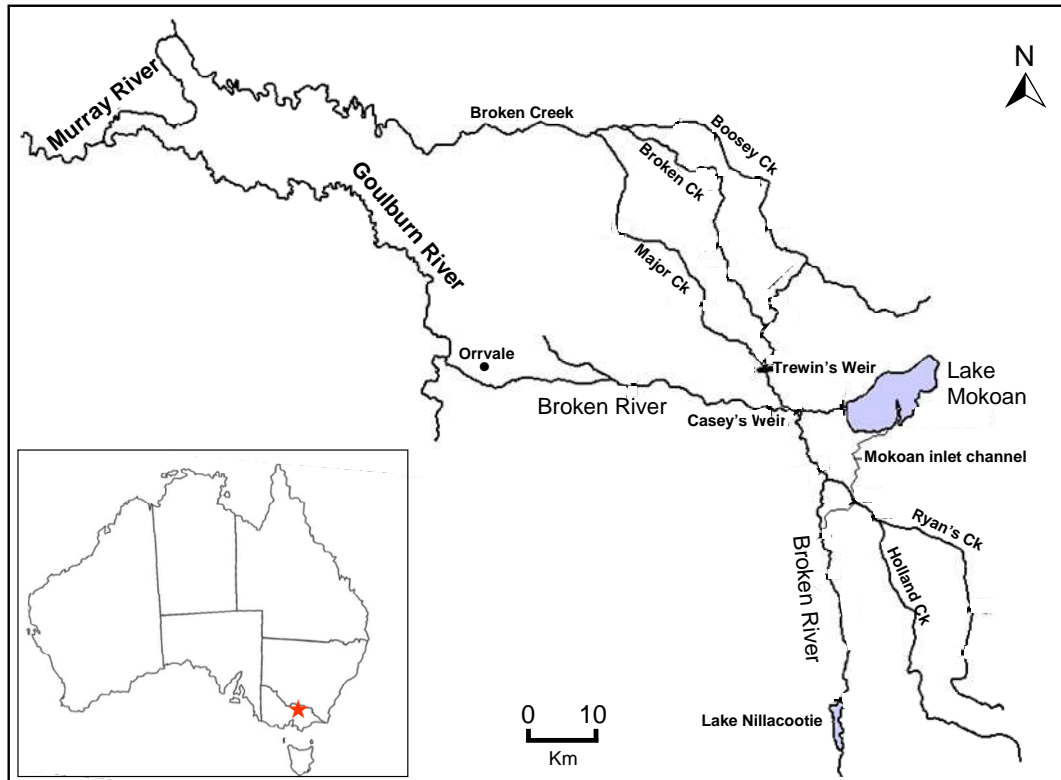 N
Murray River
Broken Creek
Boosey Ck
Broken Ck
Goulburn River
Major Ck
Orrvale
Trewin's Weir
Lake
Mokoan
Broken River
Casey's Weir
Mokoan inlet channel
Ryan's Ck
Holland Ck
Broken River
Lake Nillacootie
0 10
Km